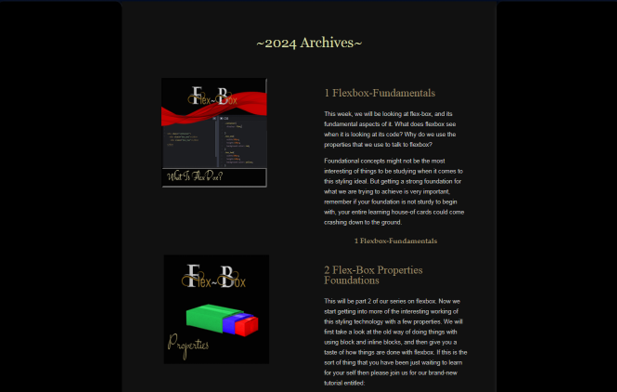 ~2024 Archives~
Flex~Box
What Is Flex Box?
1 Flexbox-Fundamentals
This week, we will be looking at flex-box, and its
fundamental aspects of it. What does flexbox see
when it is looking at its code? Why do we use the
properties that we use to talk to flexbox?
Foundational concepts might not be the most
interesting of things to be studying when it comes to
this styling ideal. But getting a strong foundation for
what we are trying to achieve is very important,
remember if your foundation is not sturdy to begin
with, your entire learning house-of cards could come
crashing down to the ground.
1 Flexbox-Fundamentals
Flex~Box
Properties
2 Flex-Box Properties
Foundations
This will be part 2 of our series on flexbox. Now we
start getting into more of the interesting working of
this styling technology with a few properties. We will
first take a look at the old way of doing things with
using block and inline blocks, and then give you a
taste of how things are done with flexbox. If this is the
sort of thing that you have been just waiting to learn
for your self then please join us for our brand-new
tutorial entitled: